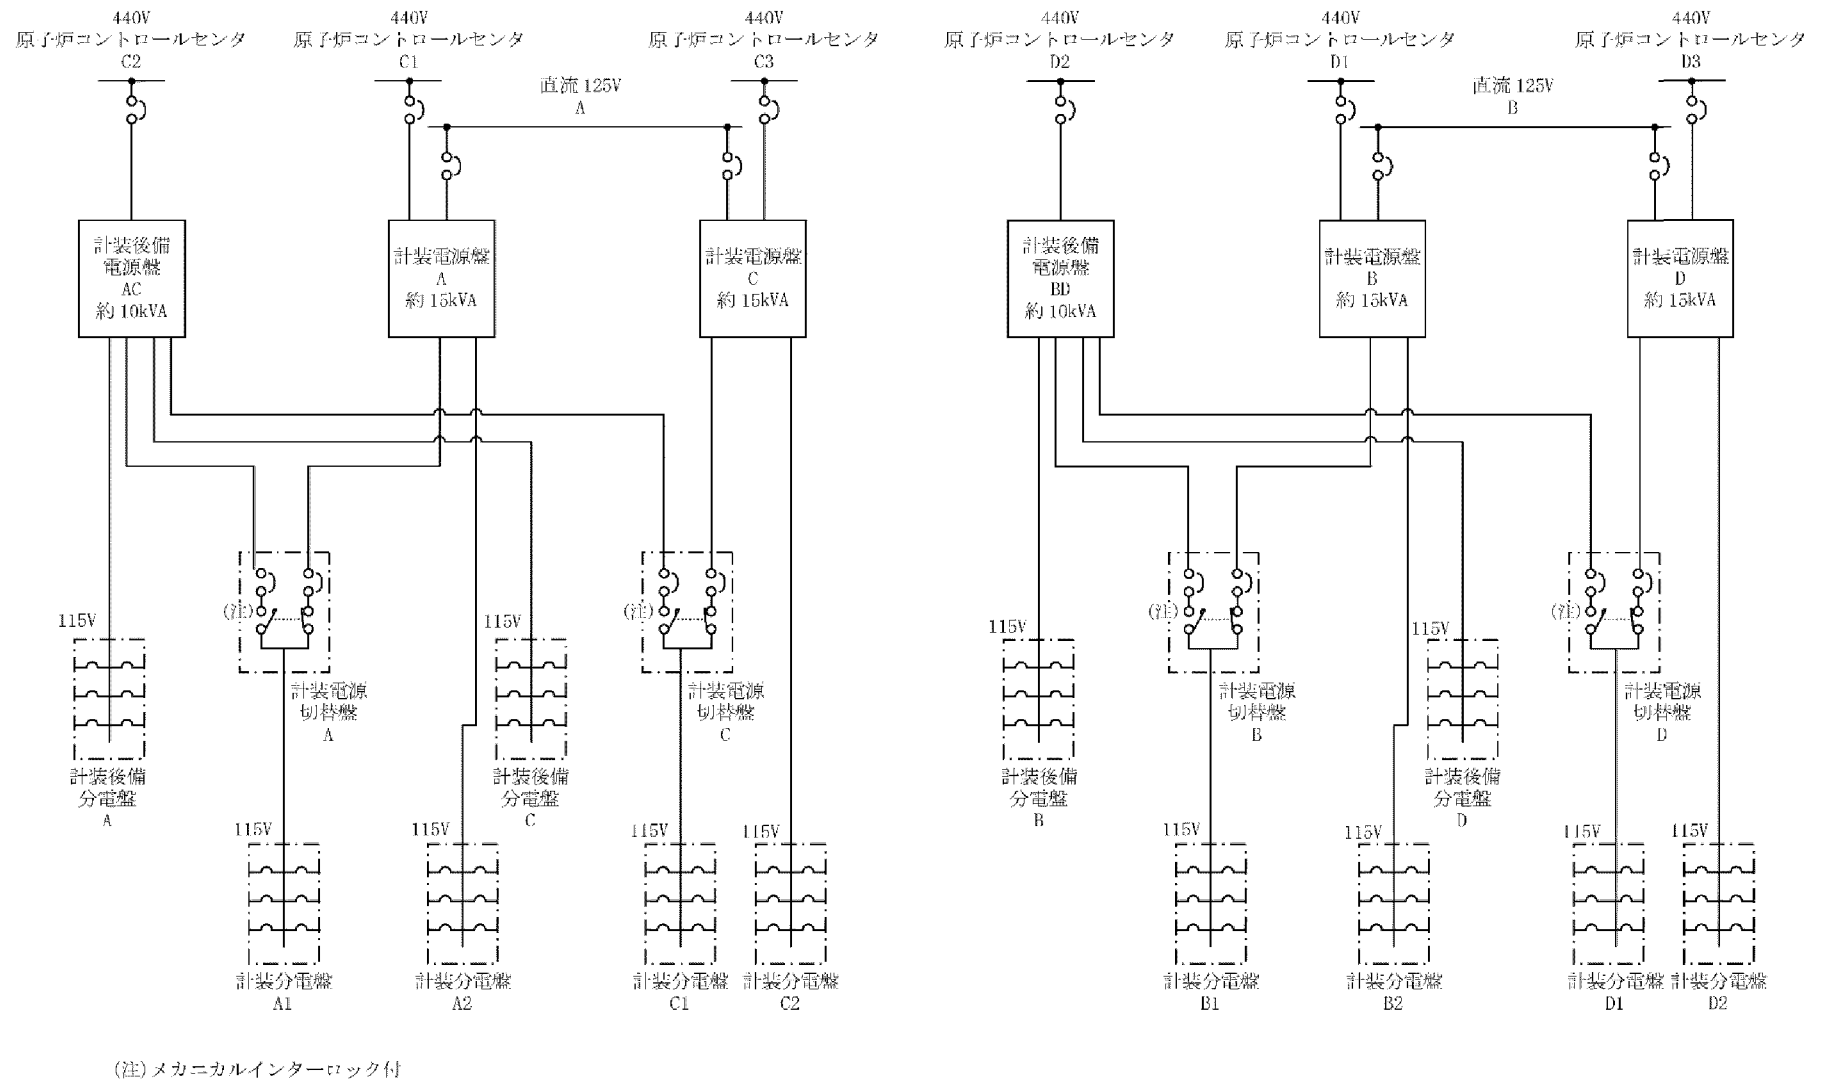 440V
原子炉コントロールセンタ
C2
440V
原子炉コントロールセンタ
C1
440V
原子炉コントロールセンタ
C3
440V
原子炉コントロールセンタ
D2
440V
原子炉コントロールセンタ
D1
440V
原子炉コントロールセンタ
D3
直流 125V
A
直流 125V
B
計装後備
電源盤
AC
約 10kVA
計装電源盤
A
約 15kVA
計装電源盤
C
約 15kVA
計装後備
電源盤
BD
約 10kVA
計装電源盤
B
約 15kVA
計装電源盤
D
約 15kVA
(注)
(注)
(注)
(注)
115V
115V
115V
115V
計装電源
切替盤
A
計装電源
切替盤
C
計装電源
切替盤
B
計装電源
切替盤
D
計装後備
分電盤
A
計装後備
分電盤
C
計装後備
分電盤
B
計装後備
分電盤
D
115V
115V
115V
115V
115V
115V
115V
115V
計装分電盤
A1
計装分電盤
A2
計装分電盤
C1
計装分電盤
C2
計装分電盤
B1
計装分電盤
B2
計装分電盤
D1
計装分電盤
D2
(注)メカニカルインターロック付